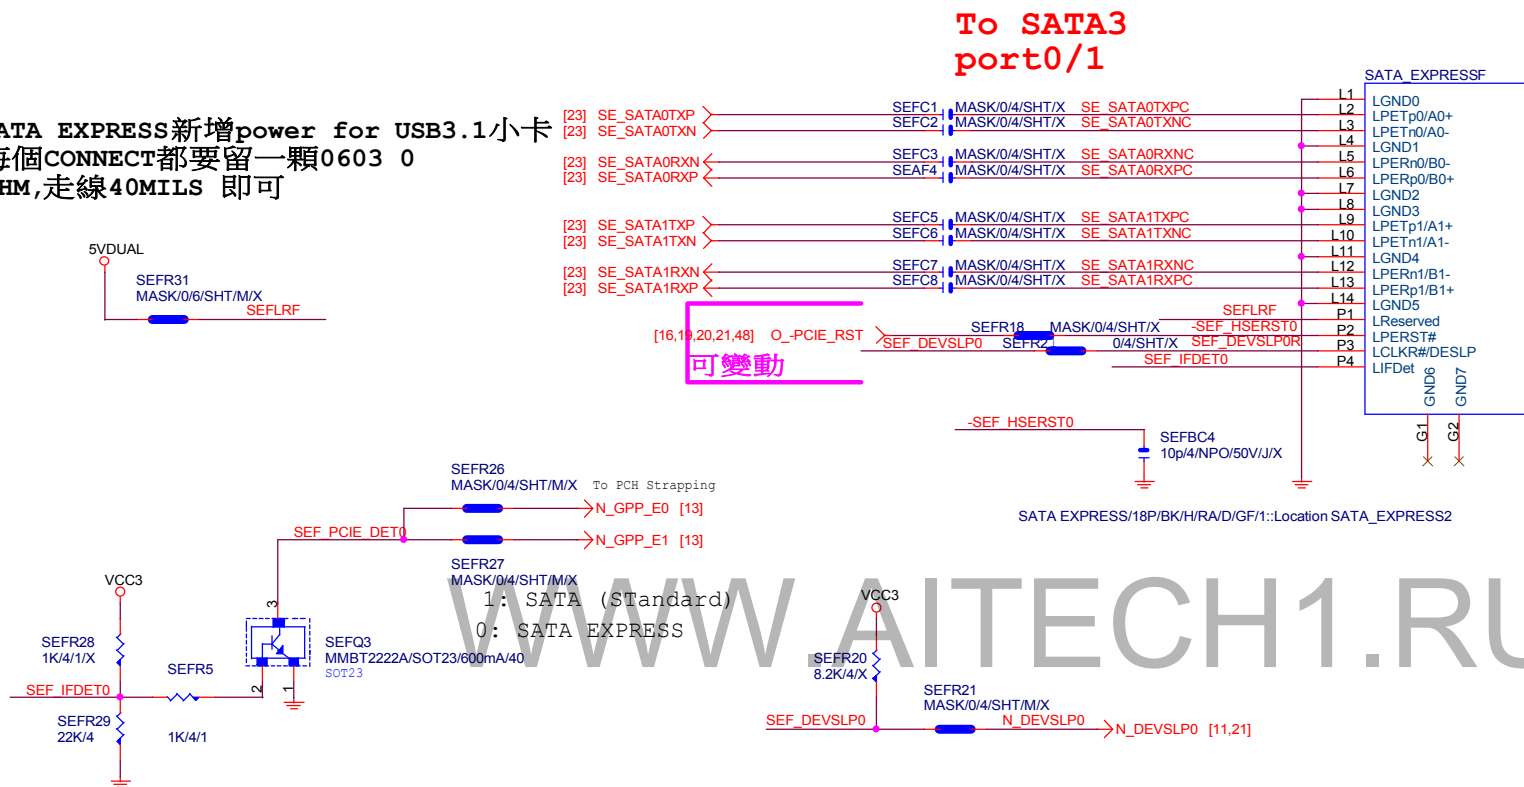 To SATA3
port0/1
ATA EXPRESS新增power for USB3.1小卡
每個CONNECT都要留一顆0603 0
HM,走線40MILS 即可
5VDUAL
SEFR31
MASK/0/6/SHT/M/X
SEFLRF
SATA_EXPRESSF
[23] SE_SATA0TXP SEFC1 MASK/0/4/SHT/X SE_SATA0TXPC
[23] SE_SATA0TXN SEFC2 MASK/0/4/SHT/X SE_SATA0TXNC
[23] SE_SATA0RXN SEFC3 MASK/0/4/SHT/X SE_SATA0RXNC
[23] SE_SATA0RXP SEAF4 MASK/0/4/SHT/X SE_SATA0RXPC
[23] SE_SATA1TXP SEFC5 MASK/0/4/SHT/X SE_SATA1TXPC
[23] SE_SATA1TXN SEFC6 MASK/0/4/SHT/X SE_SATA1TXNC
[23] SE_SATA1RXN SEFC7 MASK/0/4/SHT/X SE_SATA1RXNC
[23] SE_SATA1RXP SEFC8 MASK/0/4/SHT/X SE_SATA1RXPC
L1 LGND0
L2 LPETp0/A0+
L3 LPETn0/A0-
L4 LGND1
L5 LPERn0/B0-
L6 LPERp0/B0+
L7 LGND2
L8 LGND3
L9 LPETp1/A1+
L10 LPETn1/A1-
L11 LGND4
L12 LPERn1/B1-
L13 LPERp1/B1+
L14 LGND5
P1 LReserved
P2 LPERST#
P3 LCLKR#/DESLP
P4 LIFDet
GND6
GND7
G1
G2
SEFLRF
[16,19,20,21,48] O_-PCIE_RST SEFR18 MASK/0/4/SHT/X -SEF_HSERST0
SEF_DEVSLP0 SEFR2 0/4/SHT/X SEF_DEVSLP0R
SEF_IFDET0
可變動
-SEF_HSERST0
SEFBC4
10p/4/NPO/50V/J/X
SATA EXPRESS/18P/BK/H/RA/D/GF/1::Location SATA_EXPRESS2
SEFR26
MASK/0/4/SHT/M/X To PCH Strapping
N_GPP_E0 [13]
SEF_PCIE_DET0
N_GPP_E1 [13]
SEFR27
MASK/0/4/SHT/M/X
1: SATA (STandard)
0: SATA EXPRESS
VCC3
SEFR28
1K/4/1/X
SEFR5
SEF_IFDET0
SEFR29
22K/4
1K/4/1
3
2
1
SEFQ3
MMBT2222A/SOT23/600mA/40
SOT23
VCC3
SEFR20
8.2K/4/X
SEFR21
MASK/0/4/SHT/M/X
SEF_DEVSLP0 N_DEVSLP0 N_DEVSLP0 [11,21]
WWW.AITECH1.RU